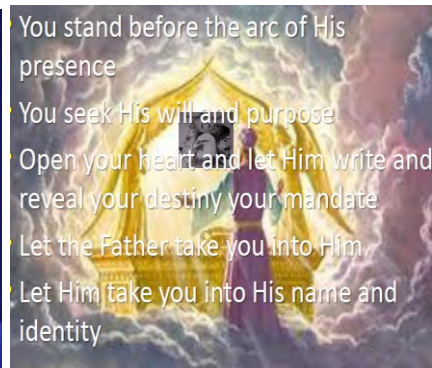 You stand before the arc of His
presence
You seek His will and purpose
Open your heart and let Him write and
reveal your destiny your mandate
Let the Father take you into Him
Let Him take you into His name and
identity